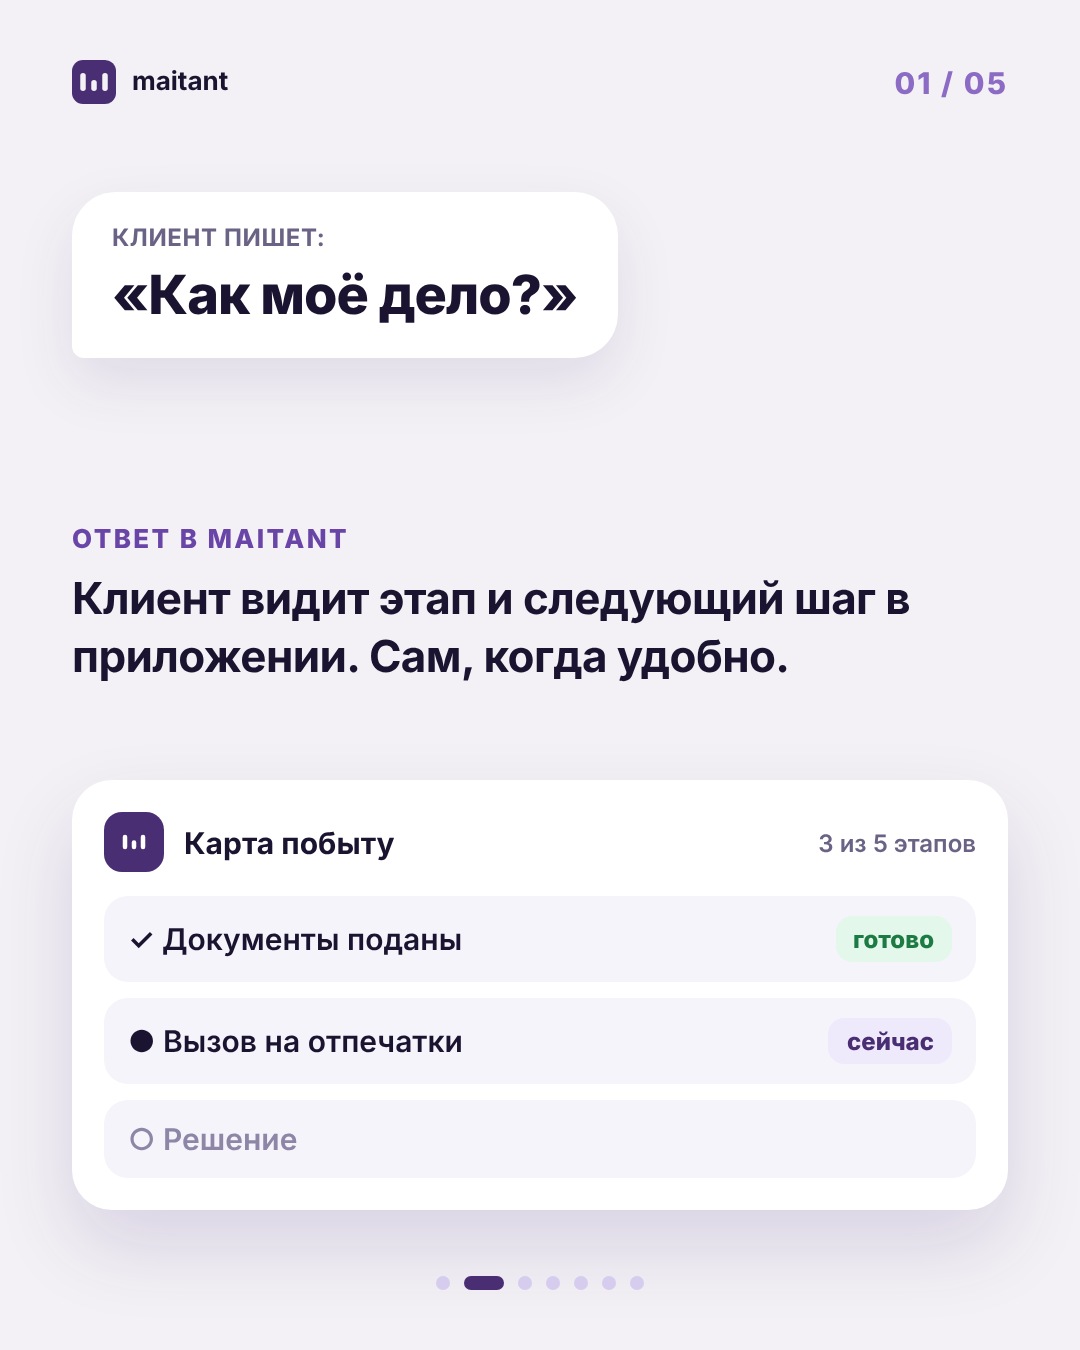 maitant
01 / 05
КЛИЕНТ ПИШЕТ:
«Как моё дело?»
ОТВЕТ В MAITANT
Клиент видит этап и следующий шаг в
приложении. Сам, когда удобно.
Карта побыту
3 из 5 этапов
✓ Документы поданы
готово
● Вызов на отпечатки
сейчас
○ Решение